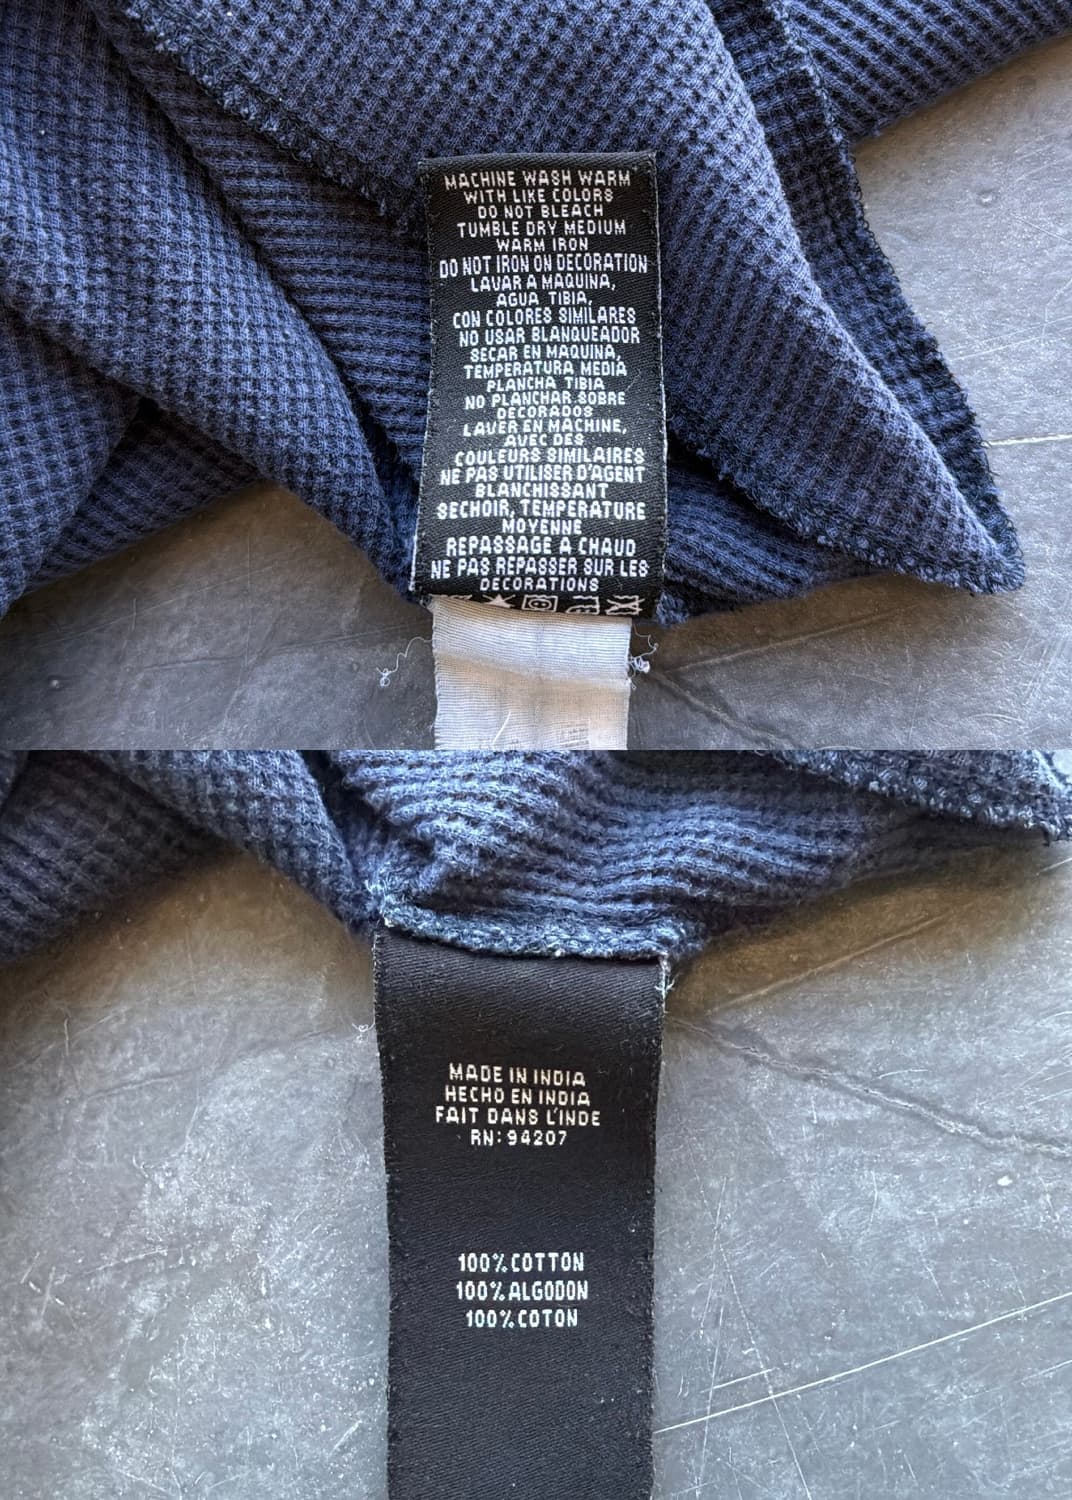 MACHINE WASH WARM
WITH LIKE COLORS
DO NOT BLEACH
TUMBLE DRY MEDIUM
WARM IRON
DO NOT IRON ON DECORATION
LAVAR A MAQUINA,
AGUA TIBIA,
CON COLORES SIMILARES
NO USAR BLANQUEADOR
SECAR EN MAQUINA,
TEMPERATURA MEDIA
PLANCHA TIBIA
NO PLANCHAR SOBRE
DECORADOS
LAVER EN MACHINE,
AVEC DES
COULEURS SIMILAIRES
NE PAS UTILISER D'AGENT
BLANCHISSANT
SECHOIR, TEMPERATURE
MOYENNE
REPASSAGE A CHAUD
NE PAS REPASSER SUR LES
DECORATIONS
MADE IN INDIA
HECHO EN INDIA
FAIT DANS L'INDE
RN: 94207
100% COTTON
100% ALGODON
100% COTON